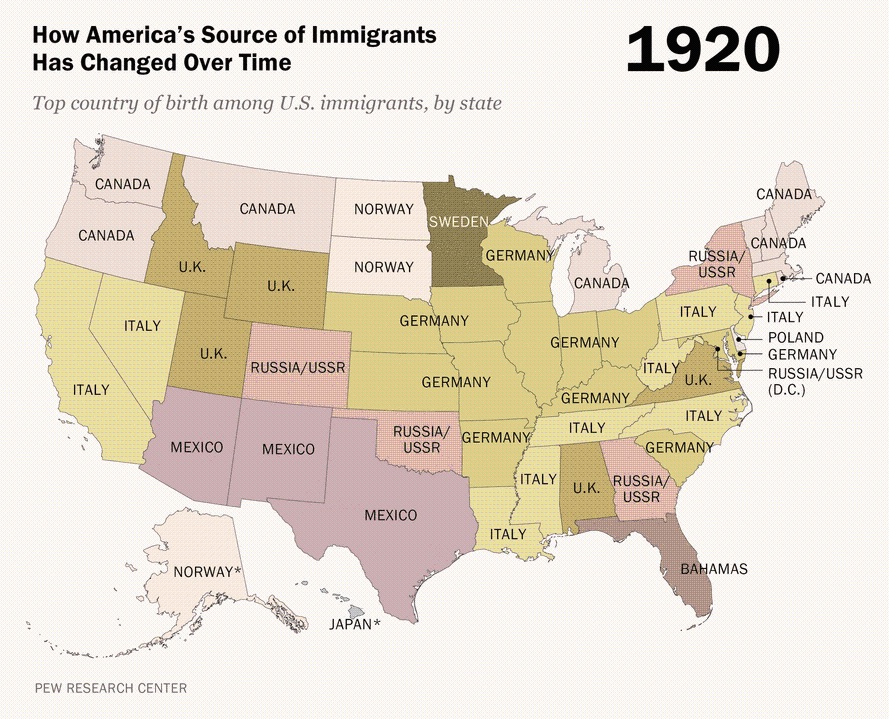 How America's Source of Immigrants
Has Changed Over Time
1920
Top country of birth among U.S. immigrants, by state
CANADA
CANADA
CANADA
NORWAY
NORWAY
SWEDEN
GERMANY
CANADA
CANADA
CANADA
RUSSIA/
USSR
CANADA
ITALY
ITALY
POLAND
GERMANY
RUSSIA/USSR
(D.C.)
U.K.
U.K.
U.K.
ITALY
ITALY
RUSSIA/USSR
GERMANY
GERMANY
GERMANY
ITALY
ITALY
U.K.
GERMANY
ITALY
ITALY
GERMANY
GERMANY
MEXICO
MEXICO
MEXICO
RUSSIA/
USSR
ITALY
ITALY
U.K.
RUSSIA/
USSR
BAHAMAS
NORWAY*
JAPAN*
PEW RESEARCH CENTER